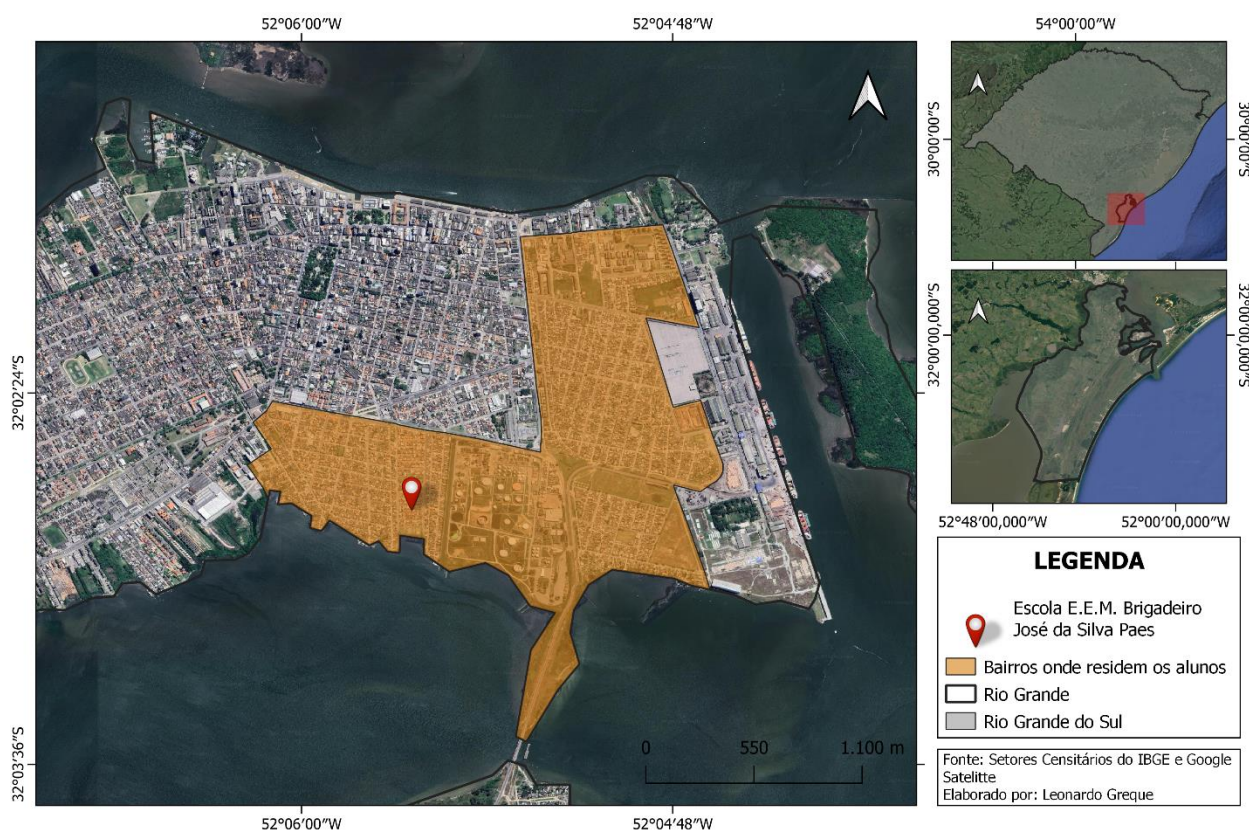 52°06′00″W
52°04′48″W
54°00′00″W
32°02′24″S
32°03′36″S
30°00′00″S
30°00′00″S
32°00′00,000″S
32°00′00,000″S
52°48′00,000″W
52°00′00,000″W
0
550
1.100 m
52°06′00″W
52°04′48″W
LEGENDA
Escola E.E.M. Brigadeiro
José da Silva Paes
Bairros onde residem os alunos
Rio Grande
Rio Grande do Sul
Fonte: Setores Censitários do IBGE e Google
Satelitte
Elaborado por: Leonardo Greque